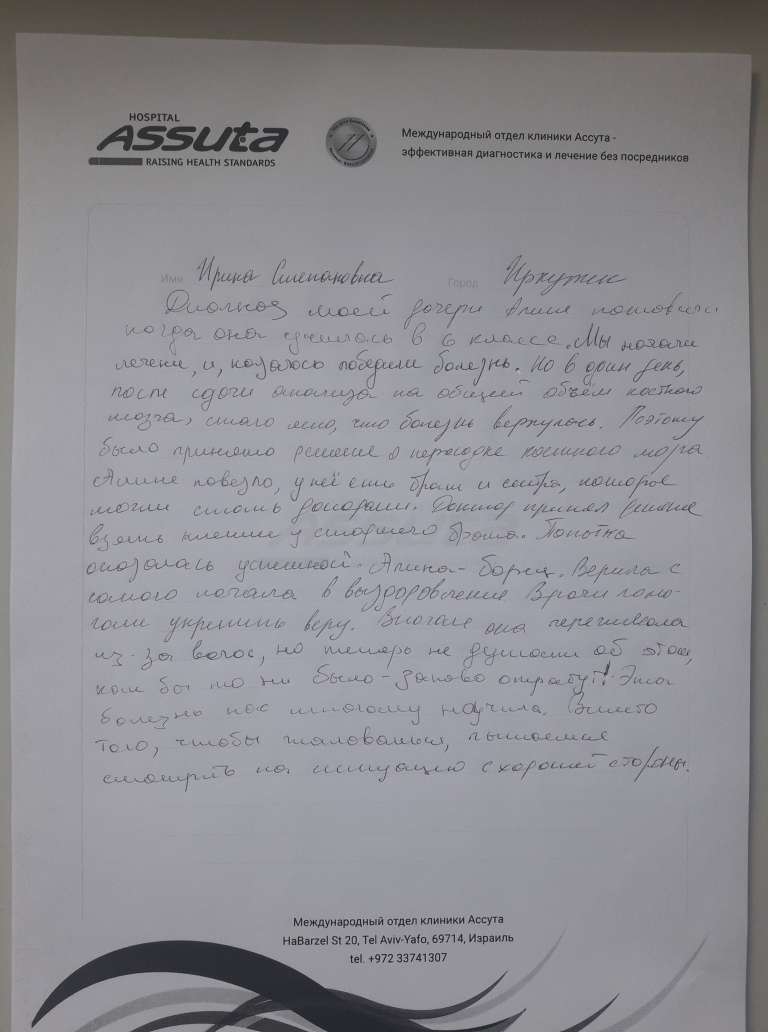 HOSPITAL
Assuta
RAISING HEALTH STANDARDS
Международный отдел клиники Ассута -
эффективная диагностика и лечение без посредников
Имя Ирина Степановна Город Иркутск
Диагноз моей дочери Алине поставили
когда она училась в 6 классе. Мы начали
лечени, и, казалось победили болезнь. Но в один день,
после сдачи анализа на общий объём костного
мозга, стало ясно, что болезнь вернулась. Поэтому
было принято решение о пересадке костного мозга
Алине повезло, у неё есть брат и сестра, которые
могли стать донорами. Доктор принял решение
взять клетки у старшего брата. Попытка
оказалась успешной. Алина - борец. Верила с
самого начала в выздоровление Врачи помо-
гали укрепить веру. Вначале она переживала
из-за волос, но теперь не думаем об этом,
как бы то ни было - заново отрастут! Эта
болезнь нас многому научила. Вместо
того, чтобы жаловаться, пытаемся
смотреть на ситуацию с хорошей стороны.
Международный отдел клиники Ассута
HaBarzel St 20, Tel Aviv-Yafo, 69714, Израиль
tel. +972 33741307